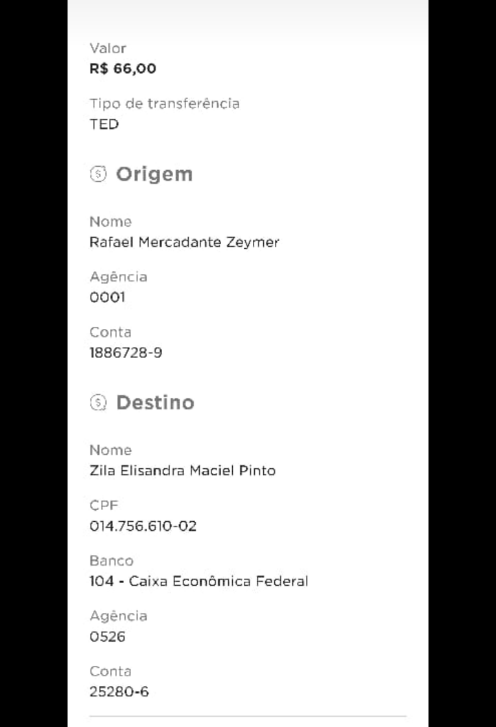 Valor
R$ 66,00
Tipo de transferência
TED
Origem
Nome
Rafael Mercadante Zeymer
Agência
0001
Conta
1886728-9
Destino
Nome
Zila Elisandra Maciel Pinto
CPF
014.756.610-02
Banco
104 - Caixa Econômica Federal
Agência
0526
Conta
25280-6